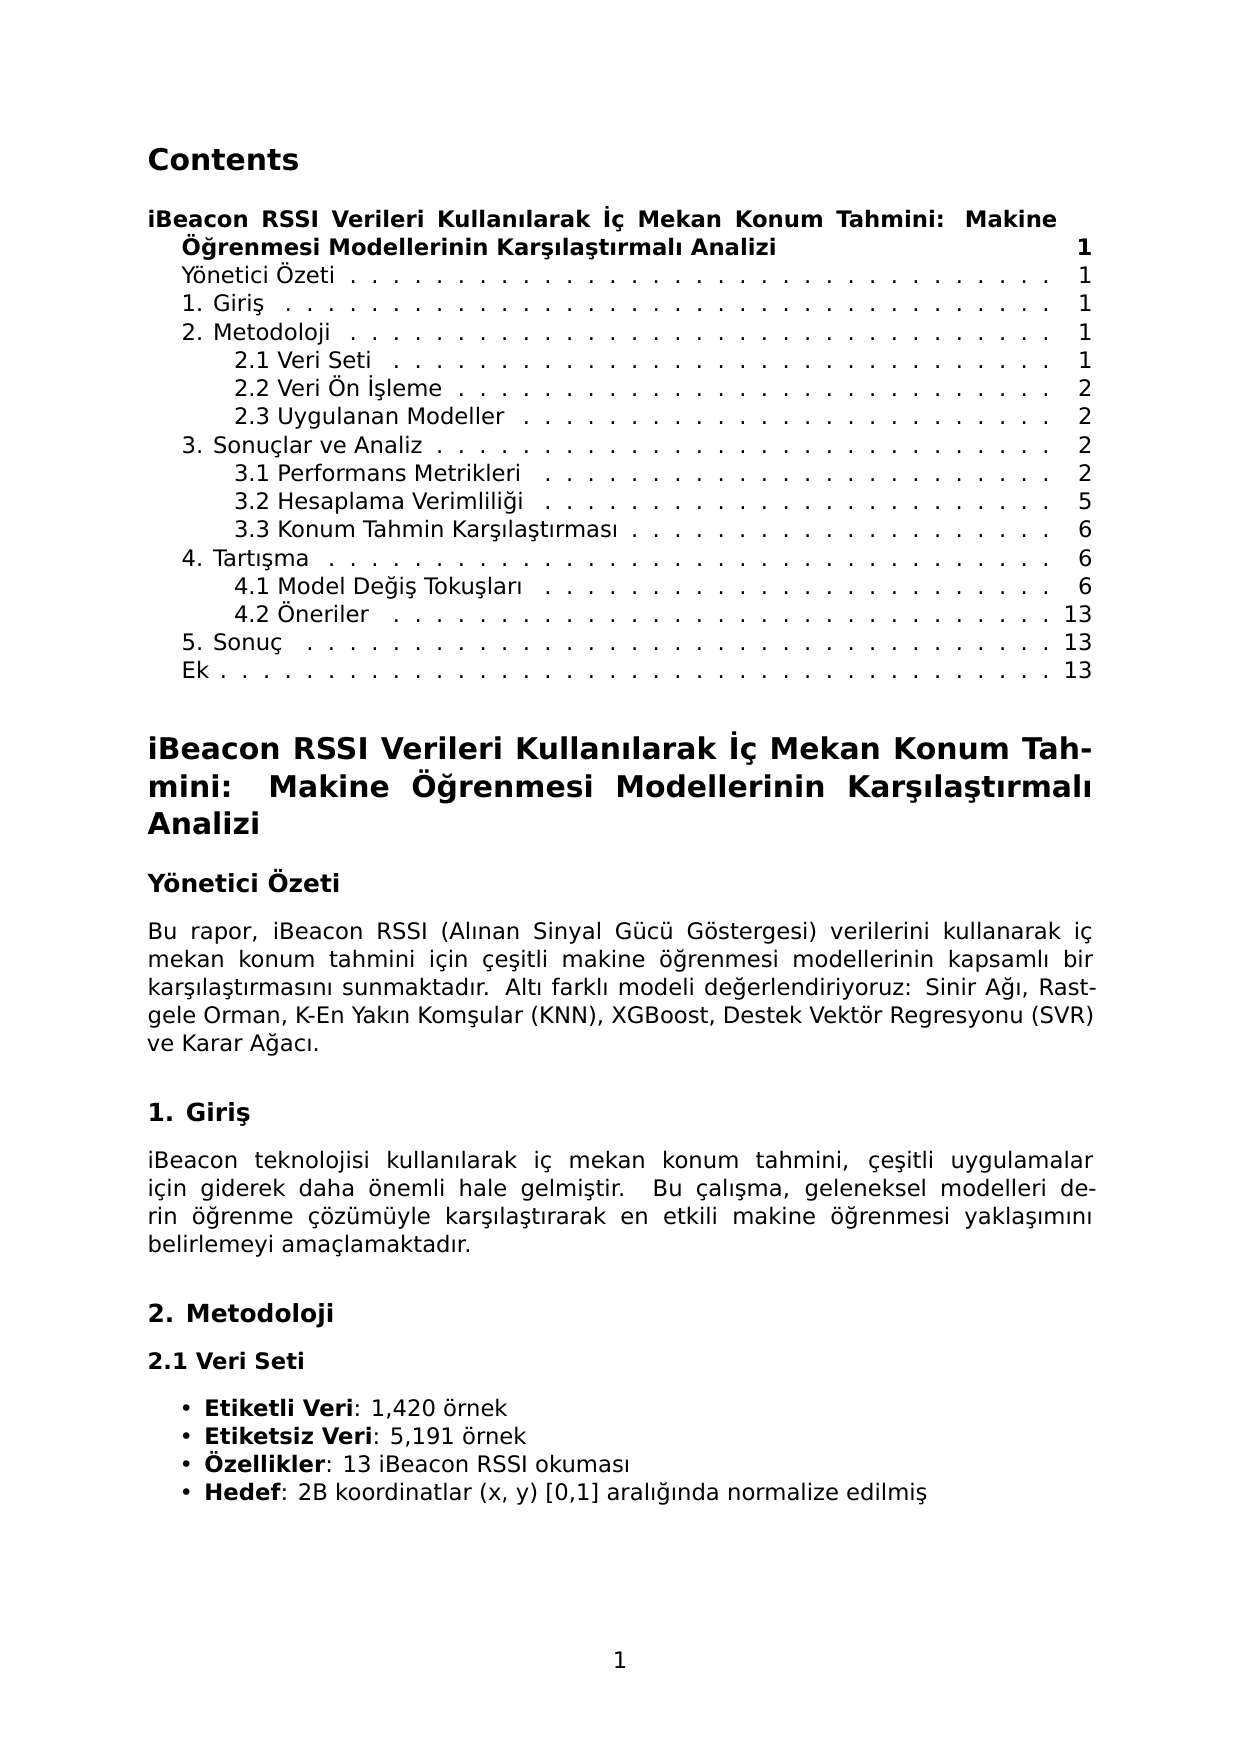 Contents
iBeacon RSSI Verileri Kullanılarak İç Mekan Konum Tahmini: Makine
Öğrenmesi Modellerinin Karşılaştırmalı Analizi 1
Yönetici Özeti . . . . . . . . . . . . . . . . . . . . . . . . . . . . . . . . . 1
1. Giriş . . . . . . . . . . . . . . . . . . . . . . . . . . . . . . . . . . . . 1
2. Metodoloji . . . . . . . . . . . . . . . . . . . . . . . . . . . . . . . . . 1
2.1 Veri Seti . . . . . . . . . . . . . . . . . . . . . . . . . . . . . . . 1
2.2 Veri Ön İşleme . . . . . . . . . . . . . . . . . . . . . . . . . . . . 2
2.3 Uygulanan Modeller . . . . . . . . . . . . . . . . . . . . . . . . . 2
3. Sonuçlar ve Analiz . . . . . . . . . . . . . . . . . . . . . . . . . . . . . 2
3.1 Performans Metrikleri . . . . . . . . . . . . . . . . . . . . . . . . 2
3.2 Hesaplama Verimliliği . . . . . . . . . . . . . . . . . . . . . . . . 5
3.3 Konum Tahmin Karşılaştırması . . . . . . . . . . . . . . . . . . . . 6
4. Tartışma . . . . . . . . . . . . . . . . . . . . . . . . . . . . . . . . . . 6
4.1 Model Değiş Tokuşları . . . . . . . . . . . . . . . . . . . . . . . . 6
4.2 Öneriler . . . . . . . . . . . . . . . . . . . . . . . . . . . . . . . 13
5. Sonuç . . . . . . . . . . . . . . . . . . . . . . . . . . . . . . . . . . . 13
Ek . . . . . . . . . . . . . . . . . . . . . . . . . . . . . . . . . . . . . . . 13
iBeacon RSSI Verileri Kullanılarak İç Mekan Konum Tah-
mini: Makine Öğrenmesi Modellerinin Karşılaştırmalı
Analizi
Yönetici Özeti
Bu rapor, iBeacon RSSI (Alınan Sinyal Gücü Göstergesi) verilerini kullanarak iç
mekan konum tahmini için çeşitli makine öğrenmesi modellerinin kapsamlı bir
karşılaştırmasını sunmaktadır. Altı farklı modeli değerlendiriyoruz: Sinir Ağı, Rast-
gele Orman, K-En Yakın Komşular (KNN), XGBoost, Destek Vektör Regresyonu (SVR)
ve Karar Ağacı.
1. Giriş
iBeacon teknolojisi kullanılarak iç mekan konum tahmini, çeşitli uygulamalar
için giderek daha önemli hale gelmiştir. Bu çalışma, geleneksel modelleri de-
rin öğrenme çözümüyle karşılaştırarak en etkili makine öğrenmesi yaklaşımını
belirlemeyi amaçlamaktadır.
2. Metodoloji
2.1 Veri Seti
• Etiketli Veri: 1,420 örnek
• Etiketsiz Veri: 5,191 örnek
• Özellikler: 13 iBeacon RSSI okuması
• Hedef: 2B koordinatlar (x, y) [0,1] aralığında normalize edilmiş
1